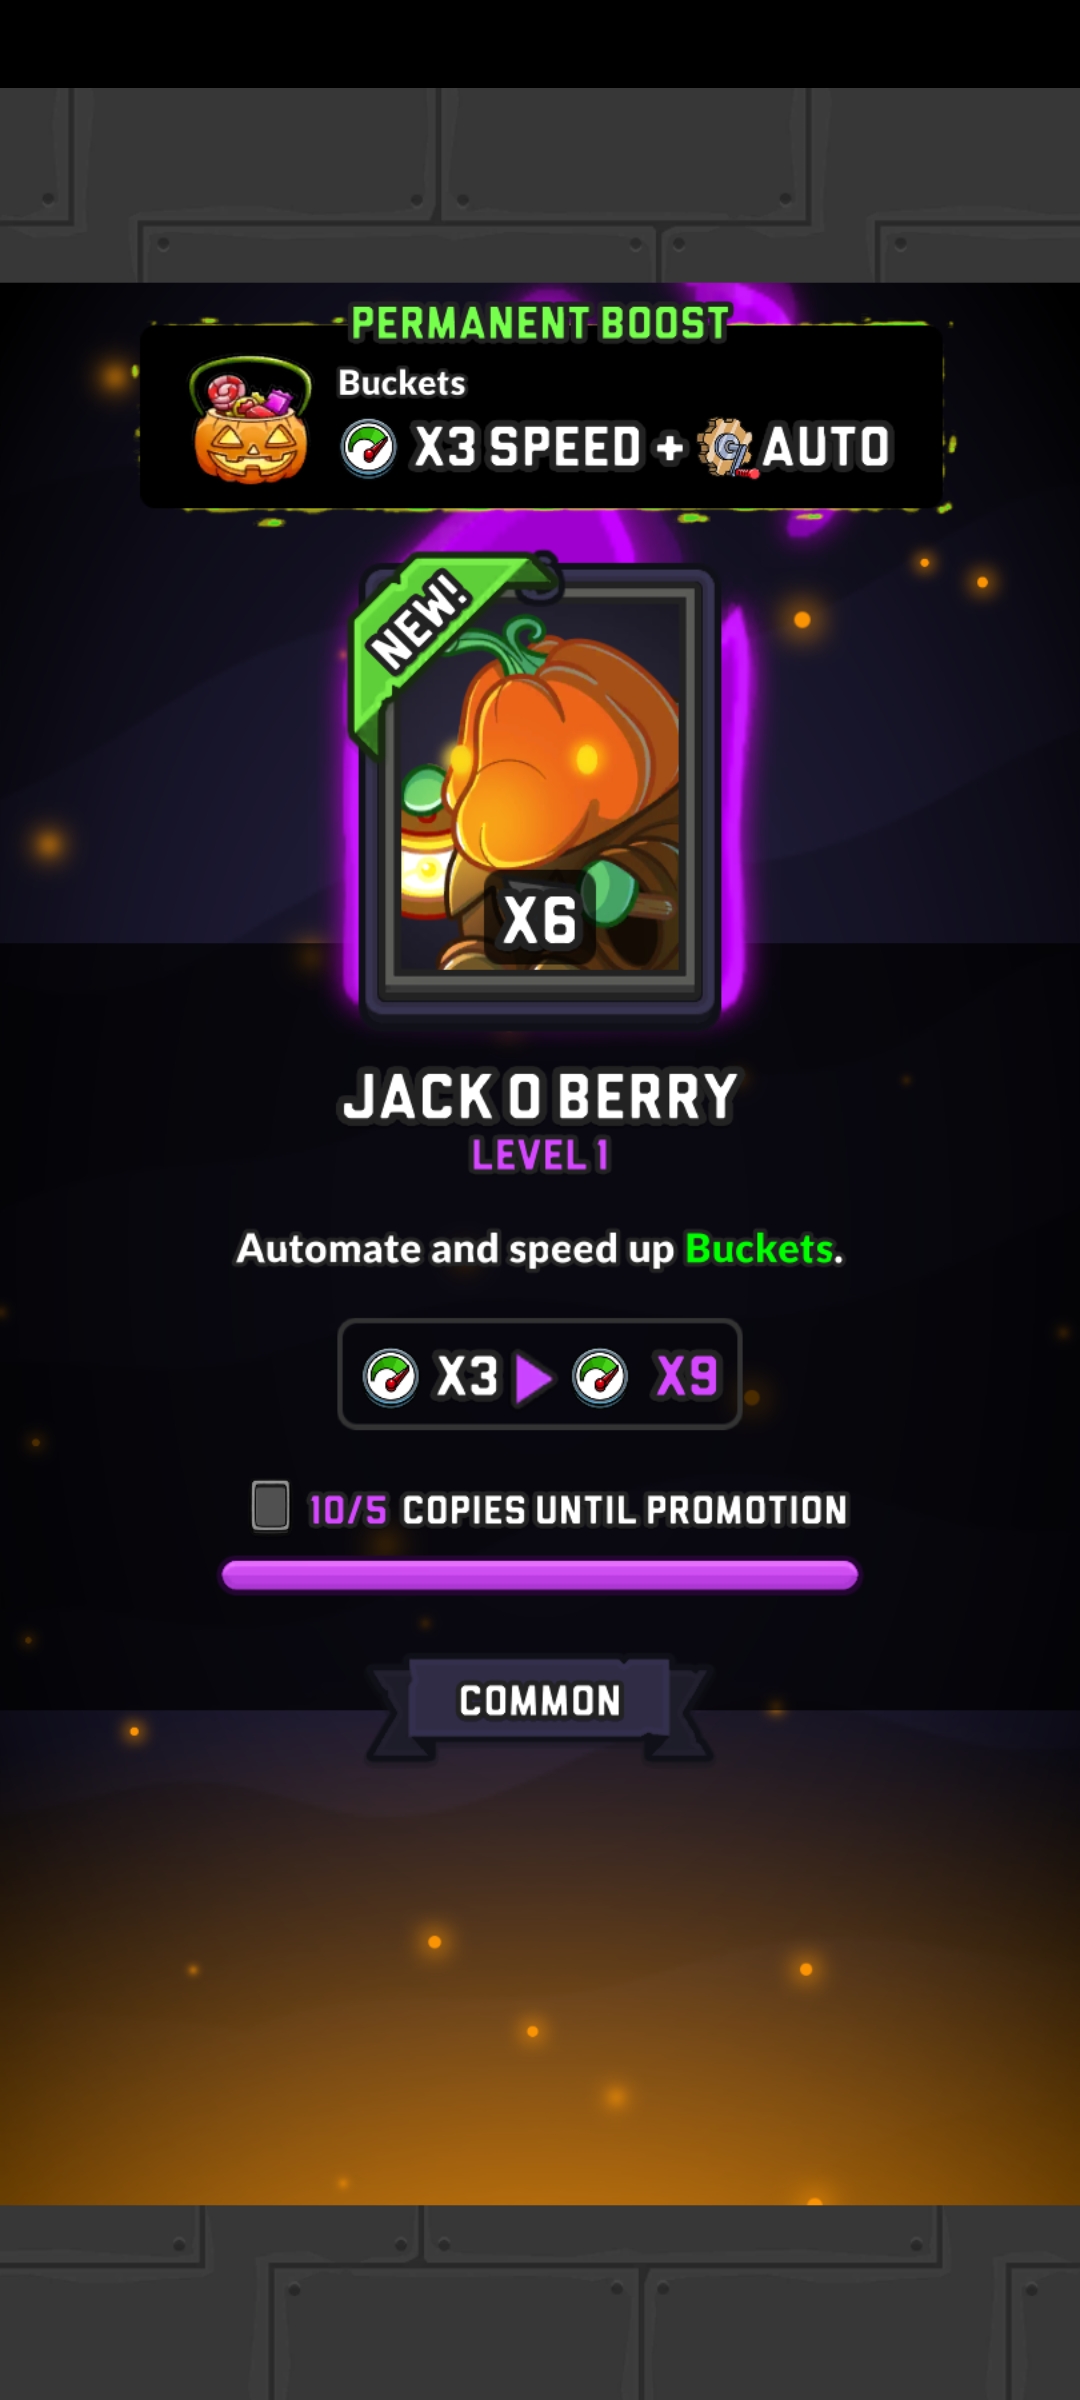 PERMANENT BOOST
Buckets
X3 SPEED + AUTO
NEW!
X6
JACK O BERRY
LEVEL 1
Automate and speed up Buckets.
X3 X9
10/5 COPIES UNTIL PROMOTION
COMMON